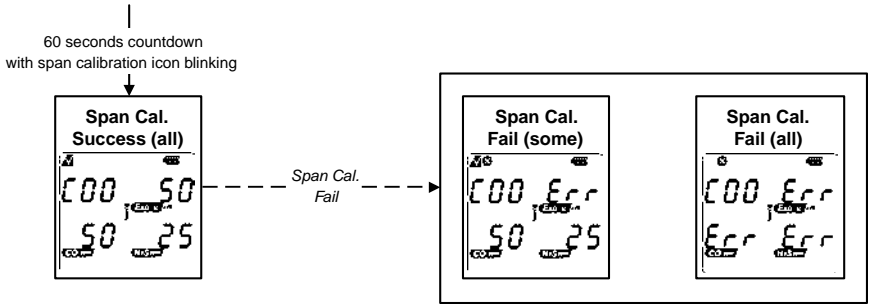 60 seconds countdown
with span calibration icon blinking
Span Cal.
Success (all)
C00 50
50 25
Span Cal.
Fail
Span Cal.
Fail (some)
C00 Err
50 25
Span Cal.
Fail (all)
C00 Err
Err Err